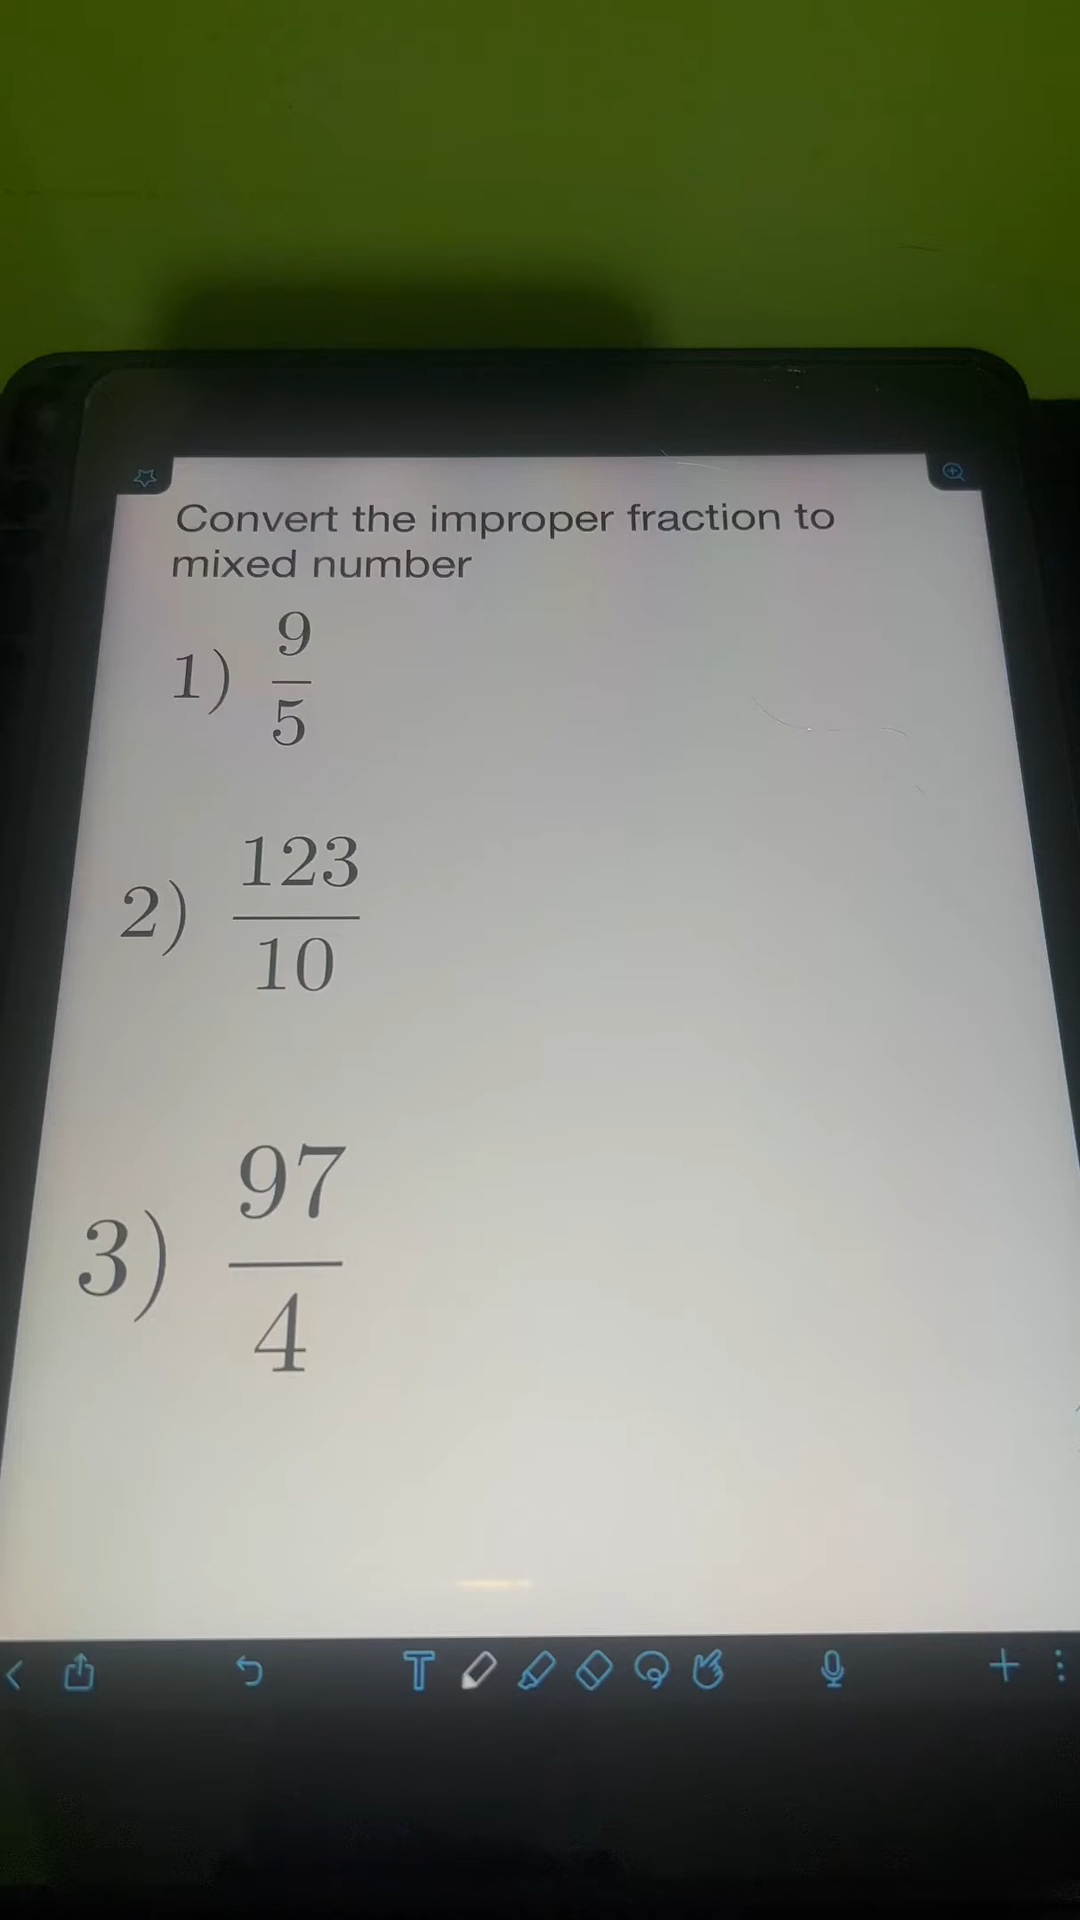 Convert the improper fraction to
mixed number
1) 9/5
2) 123/10
3) 97/4
T